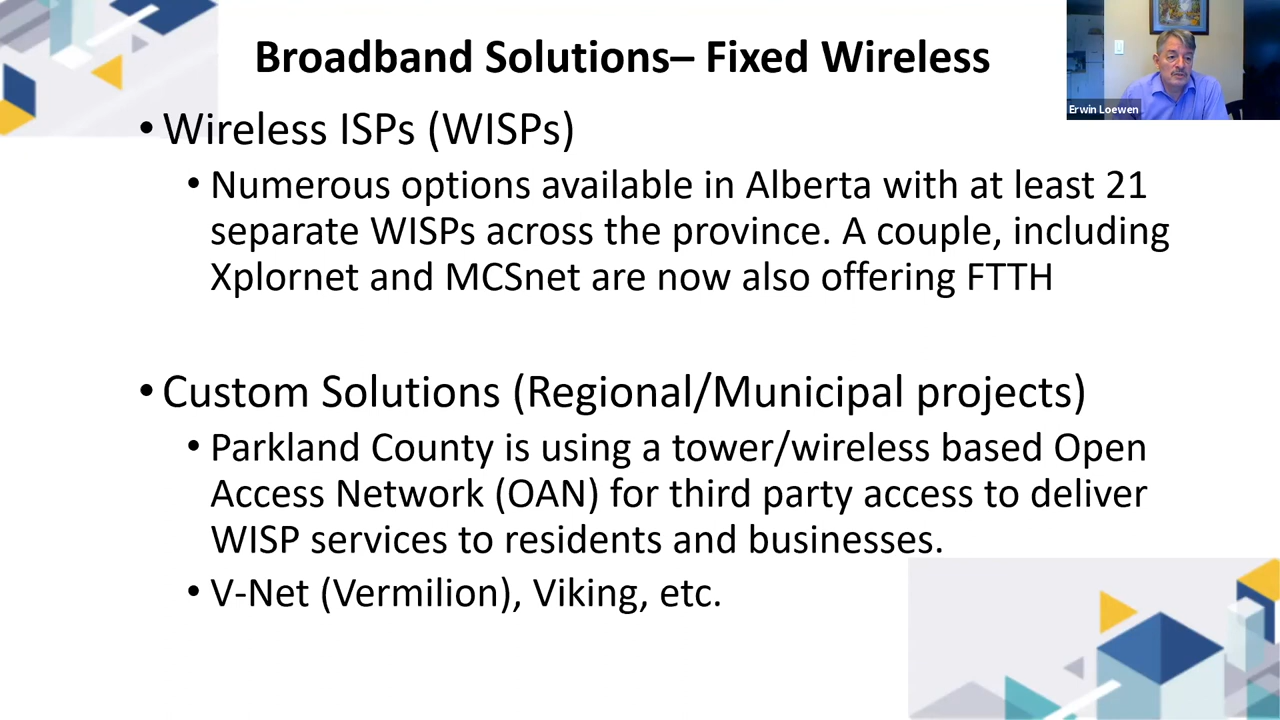 Broadband Solutions– Fixed Wireless
Erwin Loewen
• Wireless ISPs (WISPs)
• Numerous options available in Alberta with at least 21
separate WISPs across the province. A couple, including
Xplornet and MCSnet are now also offering FTTH
• Custom Solutions (Regional/Municipal projects)
• Parkland County is using a tower/wireless based Open
Access Network (OAN) for third party access to deliver
WISP services to residents and businesses.
• V-Net (Vermilion), Viking, etc.